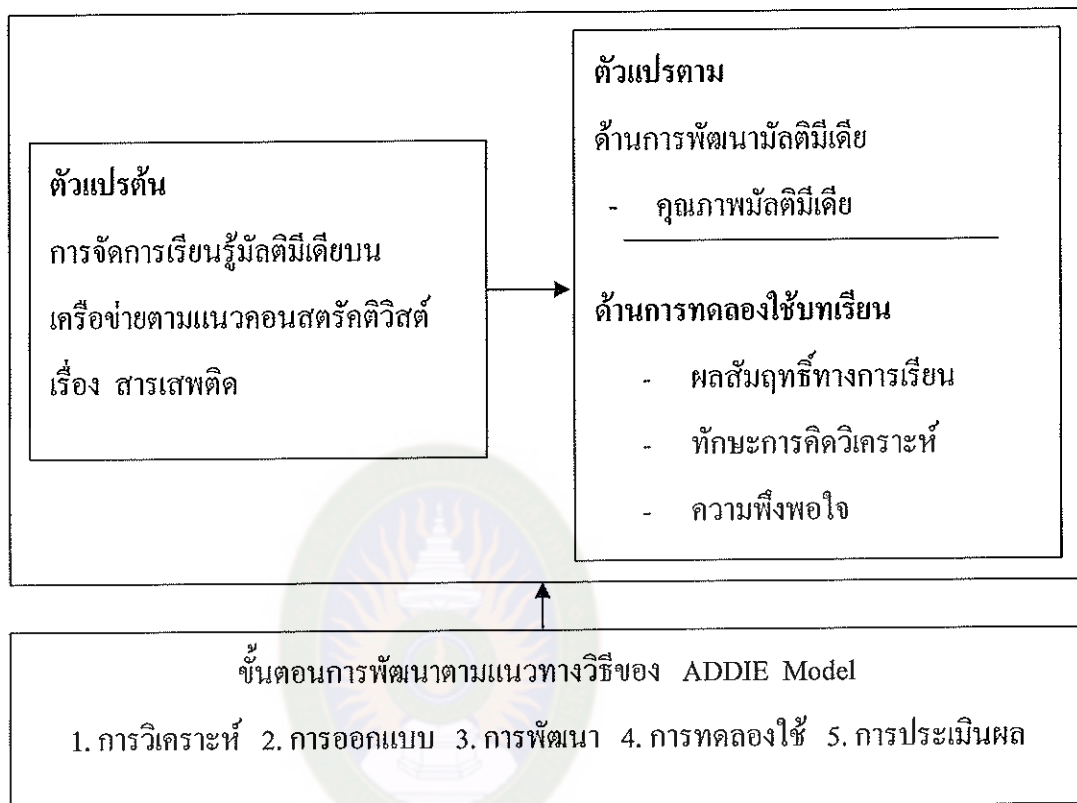 ตัวแปรต้น
การจัดการเรียนรู้มัลติมีเดียบน
เครือข่ายตามแนวคอนสตรัคติวิสต์
เรื่อง สารเสพติด
ตัวแปรตาม
ด้านการพัฒนามัลติมีเดีย
- คุณภาพมัลติมีเดีย
ด้านการทดลองใช้บทเรียน
- ผลสัมฤทธิ์ทางการเรียน
- ทักษะการคิดวิเคราะห์
- ความพึงพอใจ
ขั้นตอนการพัฒนาตามแนวทางวิธีของ ADDIE Model
1. การวิเคราะห์ 2. การออกแบบ 3. การพัฒนา 4. การทดลองใช้ 5. การประเมินผล